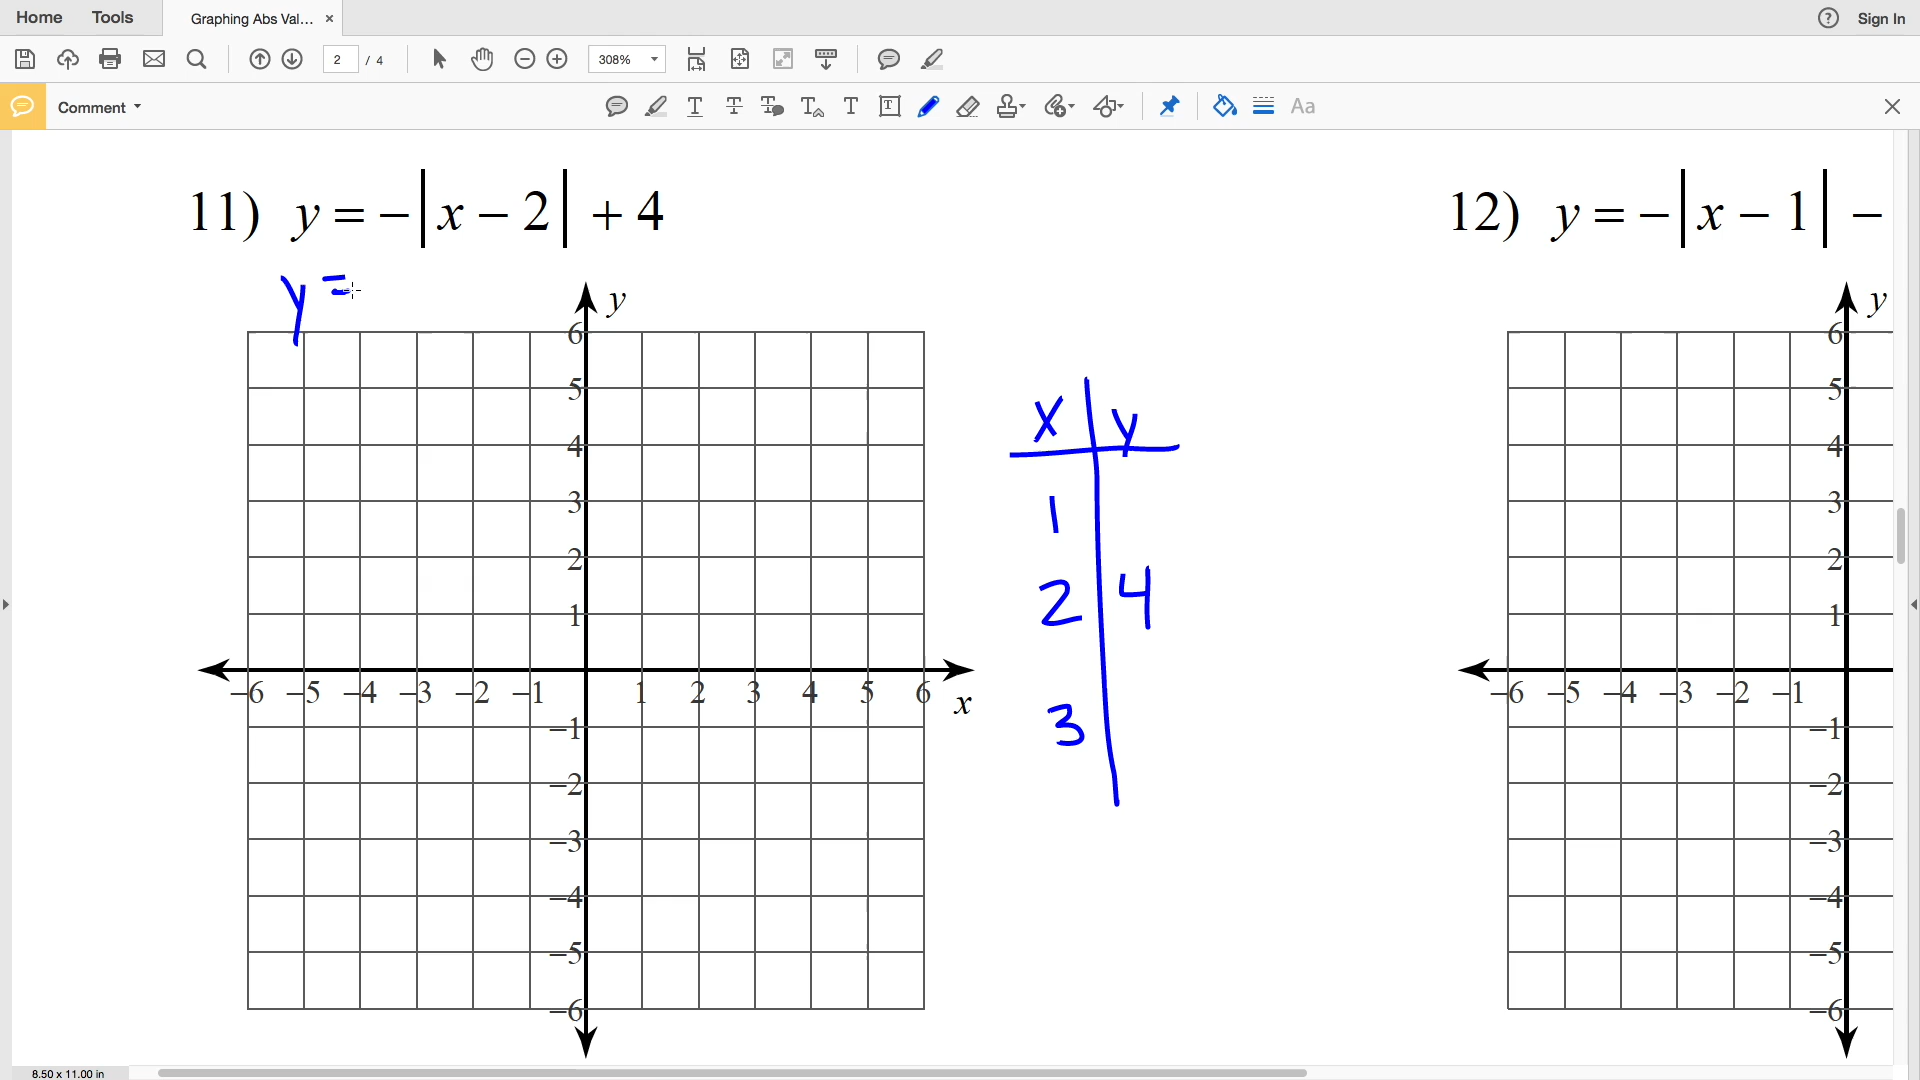 Home Tools Graphing Abs Val... × ? Sign In
2 / 4 308%
Comment T T T T T T Aa
11) y = −|x − 2| + 4
12) y = −|x − 1| −
y =
y
y
6
6
5
5
x y
4
4
3
3
1
2
2
2 4
1
1
−6 −5 −4 −3 −2 −1 1 2 3 4 5 6 x
−6 −5 −4 −3 −2 −1
3
−1
−1
−2
−2
−3
−3
−4
−4
−5
−5
−6
−6
8.50 x 11.00 in